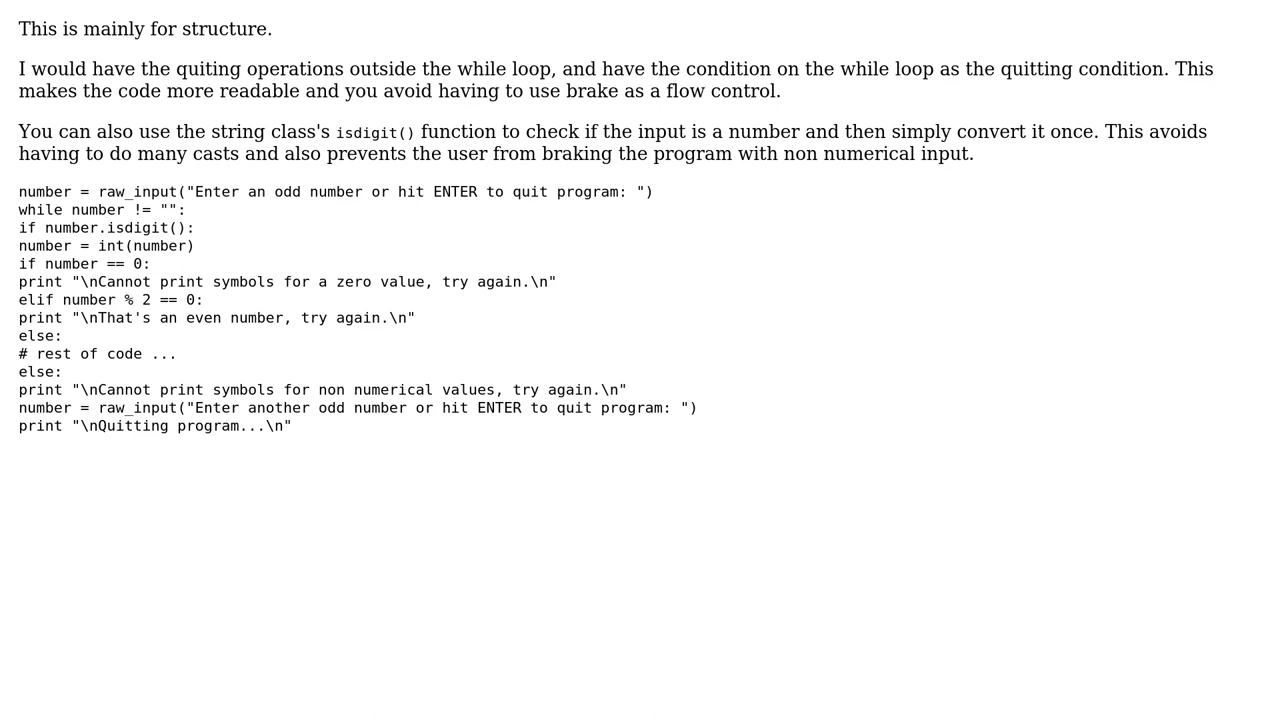 This is mainly for structure.
I would have the quiting operations outside the while loop, and have the condition on the while loop as the quitting condition. This
makes the code more readable and you avoid having to use brake as a flow control.
You can also use the string class's isdigit() function to check if the input is a number and then simply convert it once. This avoids
having to do many casts and also prevents the user from braking the program with non numerical input.
number = raw_input("Enter an odd number or hit ENTER to quit program: ")
while number != "":
if number.isdigit():
number = int(number)
if number == 0:
print "\nCannot print symbols for a zero value, try again.\n"
elif number % 2 == 0:
print "\nThat's an even number, try again.\n"
else:
# rest of code ...
else:
print "\nCannot print symbols for non numerical values, try again.\n"
number = raw_input("Enter another odd number or hit ENTER to quit program: ")
print "\nQuitting program...\n"